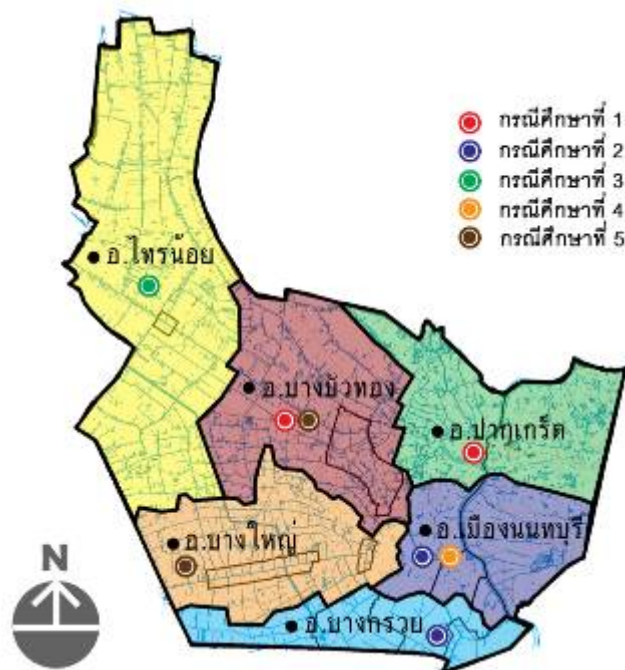 กรณีศึกษาที่ 1
กรณีศึกษาที่ 2
กรณีศึกษาที่ 3
กรณีศึกษาที่ 4
กรณีศึกษาที่ 5
อ.ไทรน้อย
อ.บางบัวทอง
อ.ปากเกร็ด
อ.เมืองนนทบุรี
อ.บางใหญ่
อ.บางกรวย
N